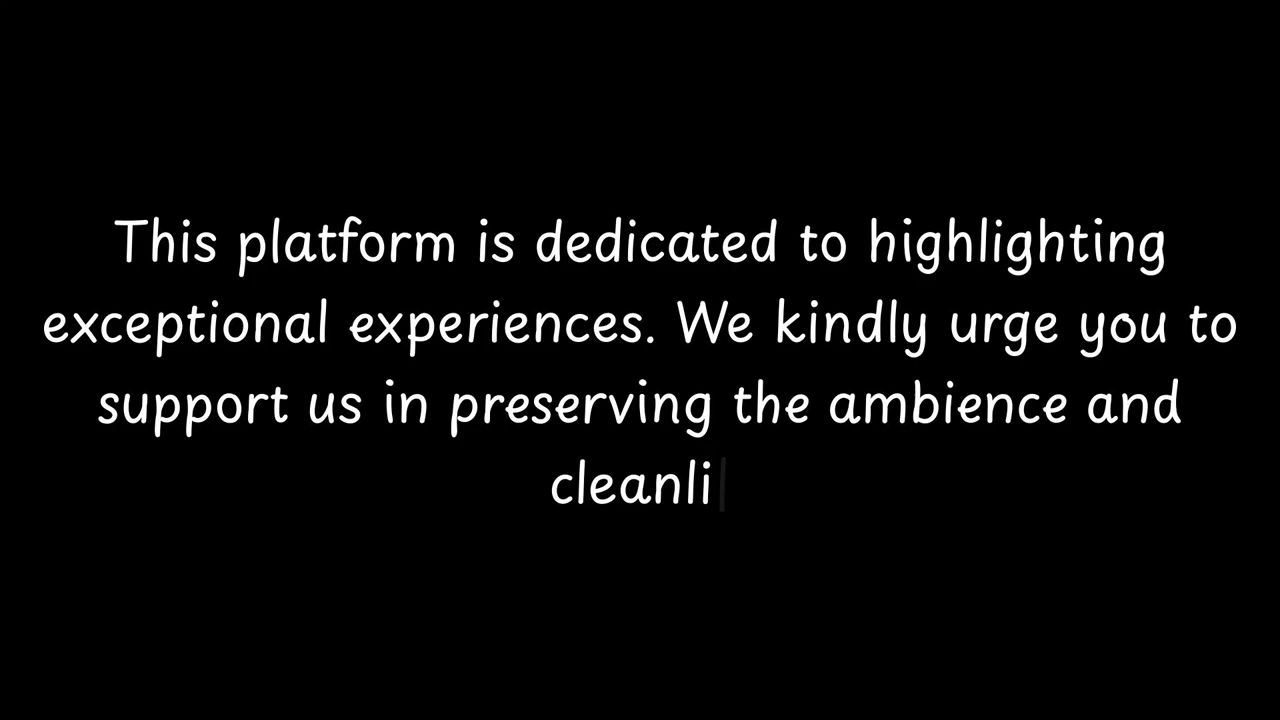 This platform is dedicated to highlighting
exceptional experiences. We kindly urge you to
support us in preserving the ambience and
cleanli